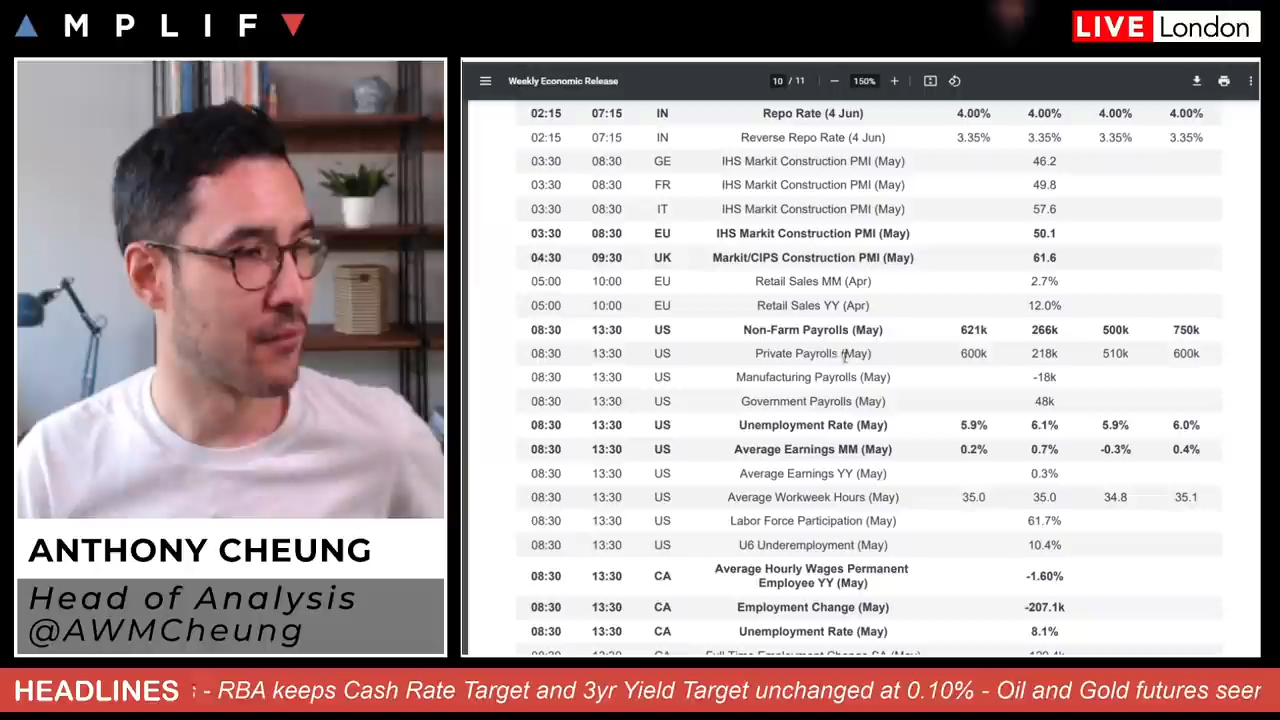 ▲ M P L I F ▼
LIVE London
Weekly Economic Release 10 / 11 150%
02:15 07:15 IN Repo Rate (4 Jun) 4.00% 4.00% 4.00% 4.00%
02:15 07:15 IN Reverse Repo Rate (4 Jun) 3.35% 3.35% 3.35% 3.35%
03:30 08:30 GE IHS Markit Construction PMI (May) 46.2
03:30 08:30 FR IHS Markit Construction PMI (May) 49.8
03:30 08:30 IT IHS Markit Construction PMI (May) 57.6
03:30 08:30 EU IHS Markit Construction PMI (May) 50.1
04:30 09:30 UK Markit/CIPS Construction PMI (May) 61.6
05:00 10:00 EU Retail Sales MM (Apr) 2.7%
05:00 10:00 EU Retail Sales YY (Apr) 12.0%
08:30 13:30 US Non-Farm Payrolls (May) 621k 266k 500k 750k
08:30 13:30 US Private Payrolls (May) 600k 218k 510k 600k
08:30 13:30 US Manufacturing Payrolls (May) -18k
08:30 13:30 US Government Payrolls (May) 48k
08:30 13:30 US Unemployment Rate (May) 5.9% 6.1% 5.9% 6.0%
08:30 13:30 US Average Earnings MM (May) 0.2% 0.7% -0.3% 0.4%
08:30 13:30 US Average Earnings YY (May) 0.3%
08:30 13:30 US Average Workweek Hours (May) 35.0 35.0 34.8 35.1
08:30 13:30 US Labor Force Participation (May) 61.7%
08:30 13:30 US U6 Underemployment (May) 10.4%
08:30 13:30 CA Average Hourly Wages Permanent Employee YY (May) -1.60%
08:30 13:30 CA Employment Change (May) -207.1k
08:30 13:30 CA Unemployment Rate (May) 8.1%
ANTHONY CHEUNG
Head of Analysis
@AWMCheung
HEADLINES - RBA keeps Cash Rate Target and 3yr Yield Target unchanged at 0.10% - Oil and Gold futures seer